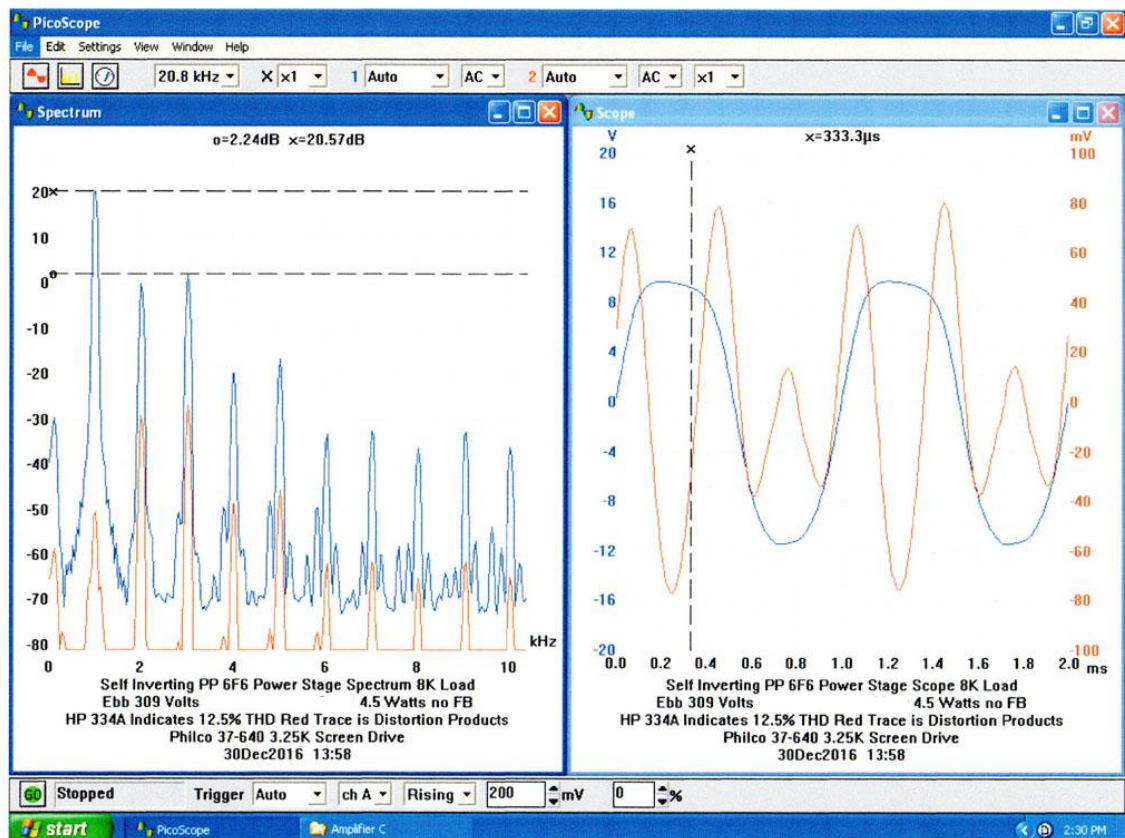 PicoScope
File Edit Settings View Window Help
20.8 kHz X x1 1 Auto AC 2 Auto AC x1
Spectrum
o=2.24dB x=20.57dB
20
10
0
-10
-20
-30
-40
-50
-60
-70
-80
kHz
0 2 4 6 8 10
Self Inverting PP 6F6 Power Stage Spectrum 8K Load
Ebb 309 Volts 4.5 Watts no FB
HP 334A Indicates 12.5% THD Red Trace is Distortion Products
Philco 37-640 3.25K Screen Drive
30Dec2016 13:58
Scope
V x=333.3µs mV
20 100
x
16 80
12 60
8 40
4 20
0 0
-4 -20
-8 -40
-12 -60
-16 -80
-20 -100
0.0 0.2 0.4 0.6 0.8 1.0 1.2 1.4 1.6 1.8 2.0 ms
Self Inverting PP 6F6 Power Stage Scope 8K Load
Ebb 309 Volts 4.5 Watts no FB
HP 334A Indicates 12.5% THD Red Trace is Distortion Products
Philco 37-640 3.25K Screen Drive
30Dec2016 13:58
GO Stopped Trigger Auto ch A Rising 200 mV 0 %
start PicoScope Amplifier C 2:30 PM